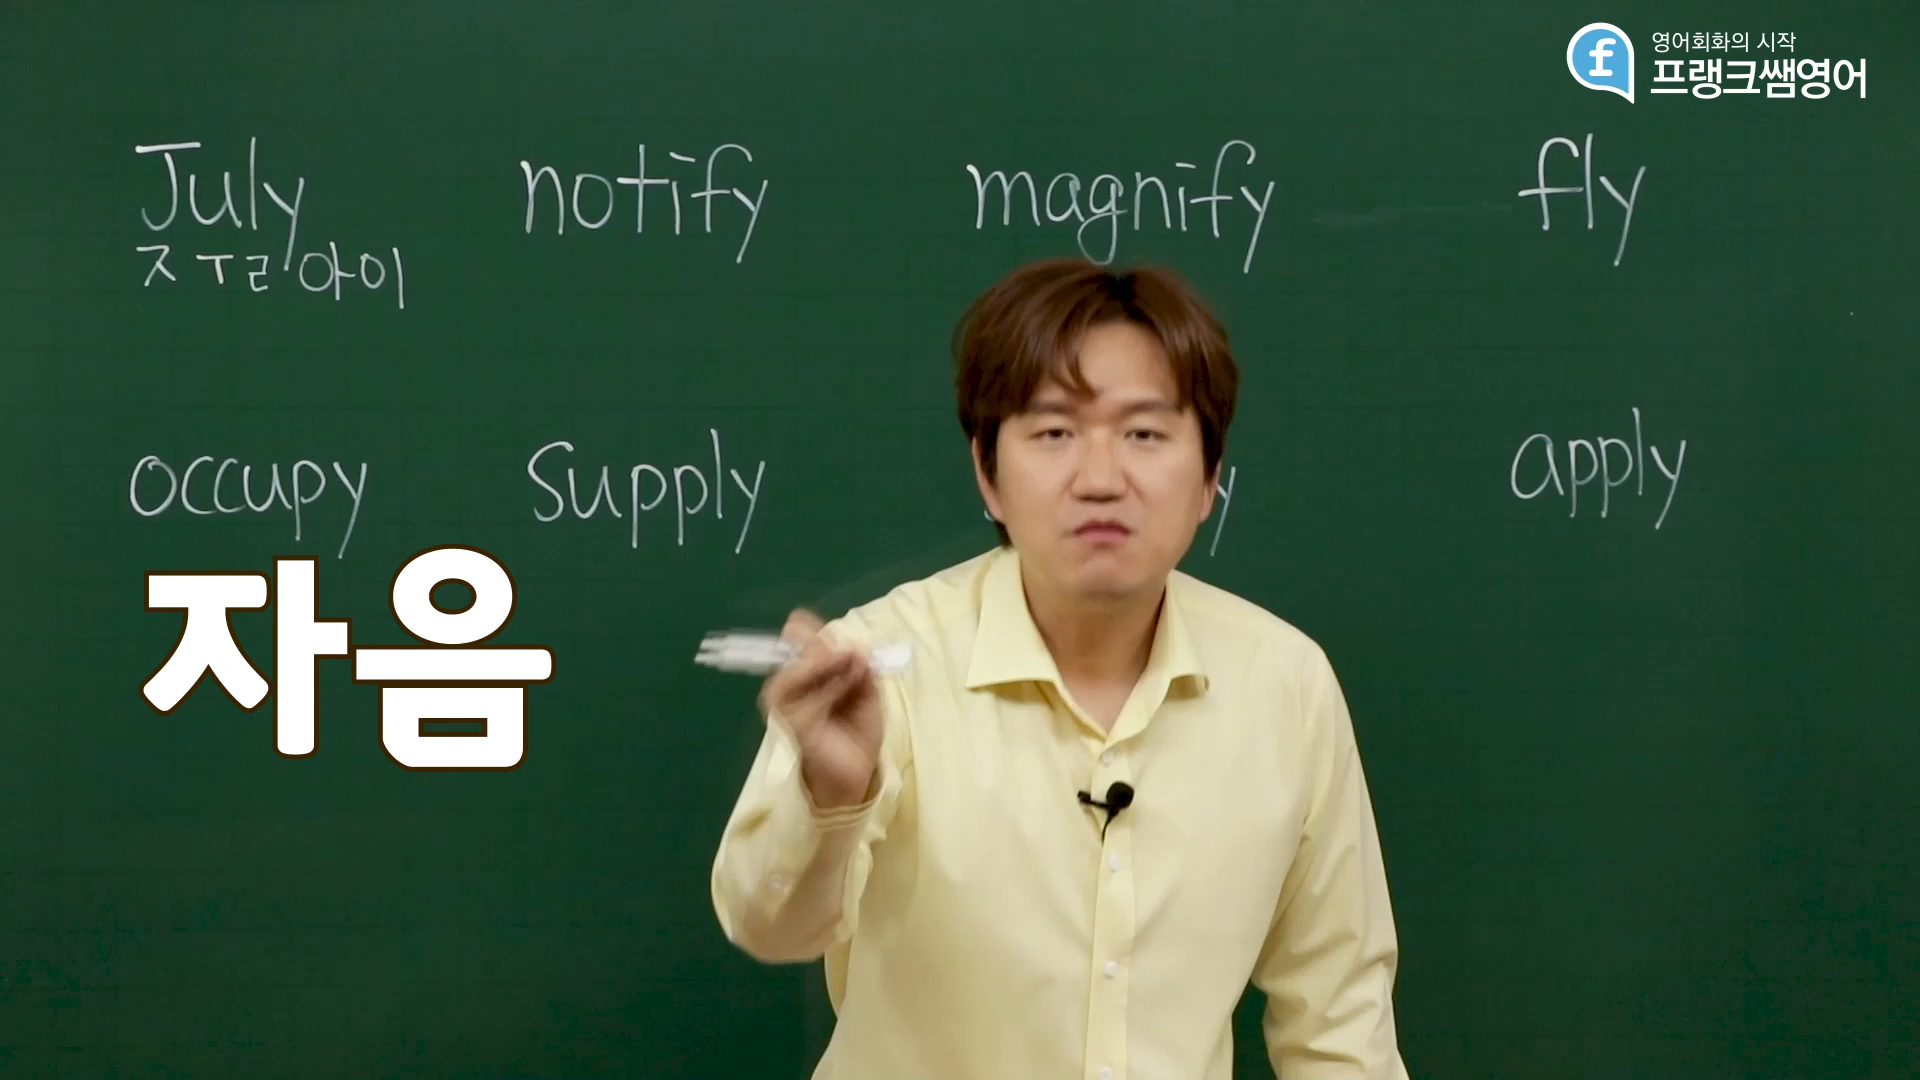 영어회화의 시작
프랭크쌤영어
July notify magnify fly
ㅈㅜㄹ아이
occupy supply apply
자음